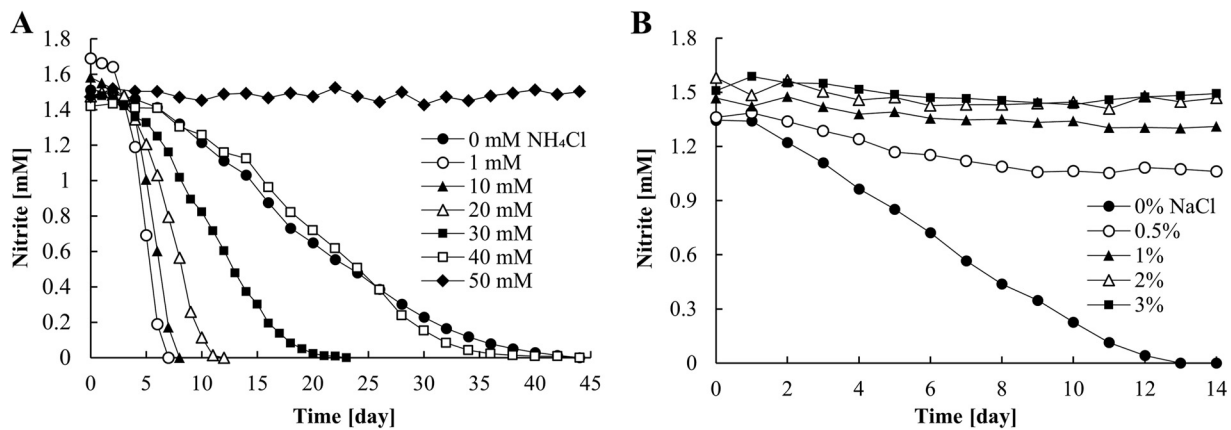 A
1.8
1.6
1.4
1.2
1
0.8
0.6
0.4
0.2
0
Nitrite [mM]
0 5 10 15 20 25 30 35 40 45
Time [day]
0 mM NH₄Cl
1 mM
10 mM
20 mM
30 mM
40 mM
50 mM
B
1.8
1.5
1.2
0.9
0.6
0.3
0
Nitrite [mM]
0 2 4 6 8 10 12 14
Time [day]
0% NaCl
0.5%
1%
2%
3%